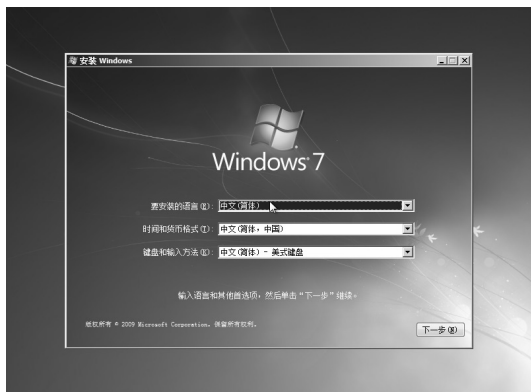 安装 Windows
Windows 7
要安装的语言(E): 中文(简体)
时间和货币格式(T): 中文(简体，中国)
键盘和输入方法(K): 中文(简体) - 美式键盘
输入语言和其他首选项，然后单击“下一步”继续。
版权所有 © 2009 Microsoft Corporation。保留所有权利。
下一步(N)